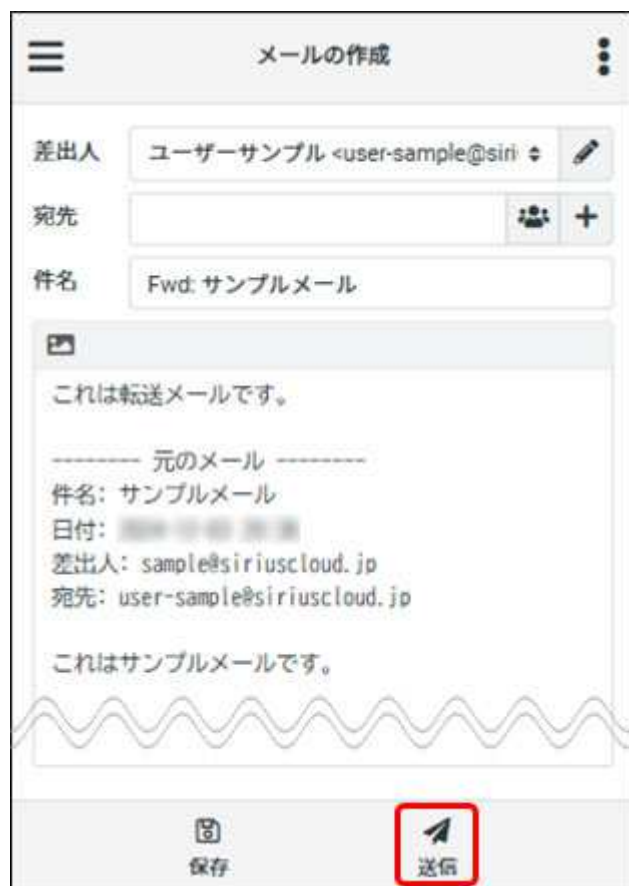 メールの作成
差出人 ユーザーサンプル <user-sample@siri
宛先
件名 Fwd: サンプルメール
これは転送メールです。
-------- 元のメール --------
件名: サンプルメール
日付:
差出人: sample@siriuscloud.jp
宛先: user-sample@siriuscloud.jp
これはサンプルメールです。
保存 送信